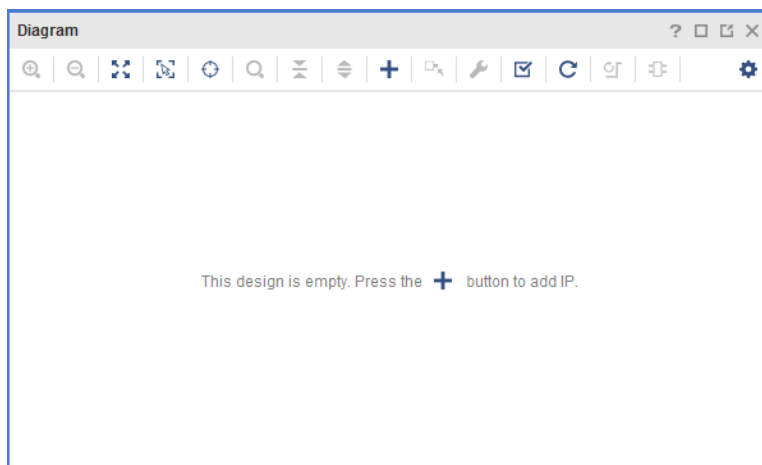 Diagram
This design is empty. Press the + button to add IP.